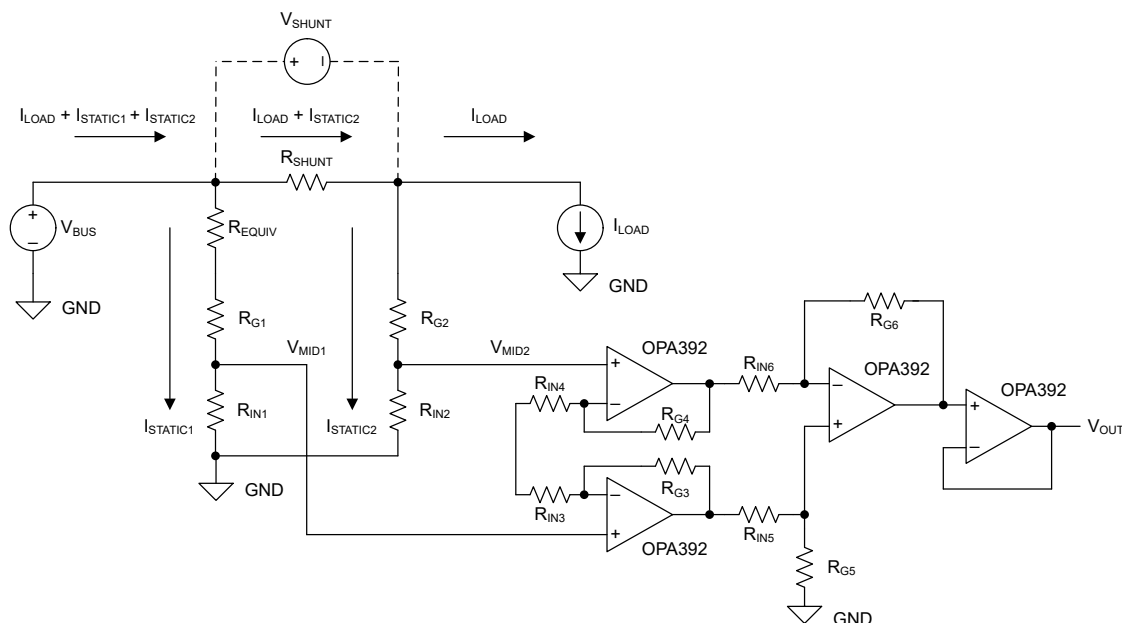 VSHUNT
+
−
ILOAD + ISTATIC1 + ISTATIC2
ILOAD + ISTATIC2
ILOAD
RSHUNT
+
−
VBUS
REQUIV
ILOAD
GND
GND
RG1
RG2
RG6
VMID1
VMID2
OPA392
+
−
RIN6
−
+
OPA392
OPA392
+
−
VOUT
RIN4
RG4
RIN1
RIN2
ISTATIC1
ISTATIC2
GND
RG3
RIN3
−
+
RIN5
OPA392
RG5
GND